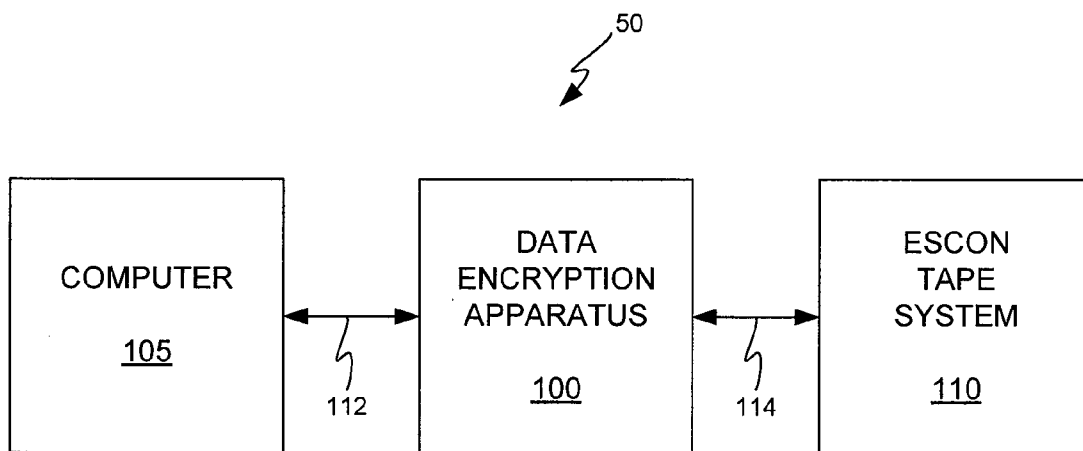 50
COMPUTER
105
112
DATA
ENCRYPTION
APPARATUS
100
114
ESCON
TAPE
SYSTEM
110